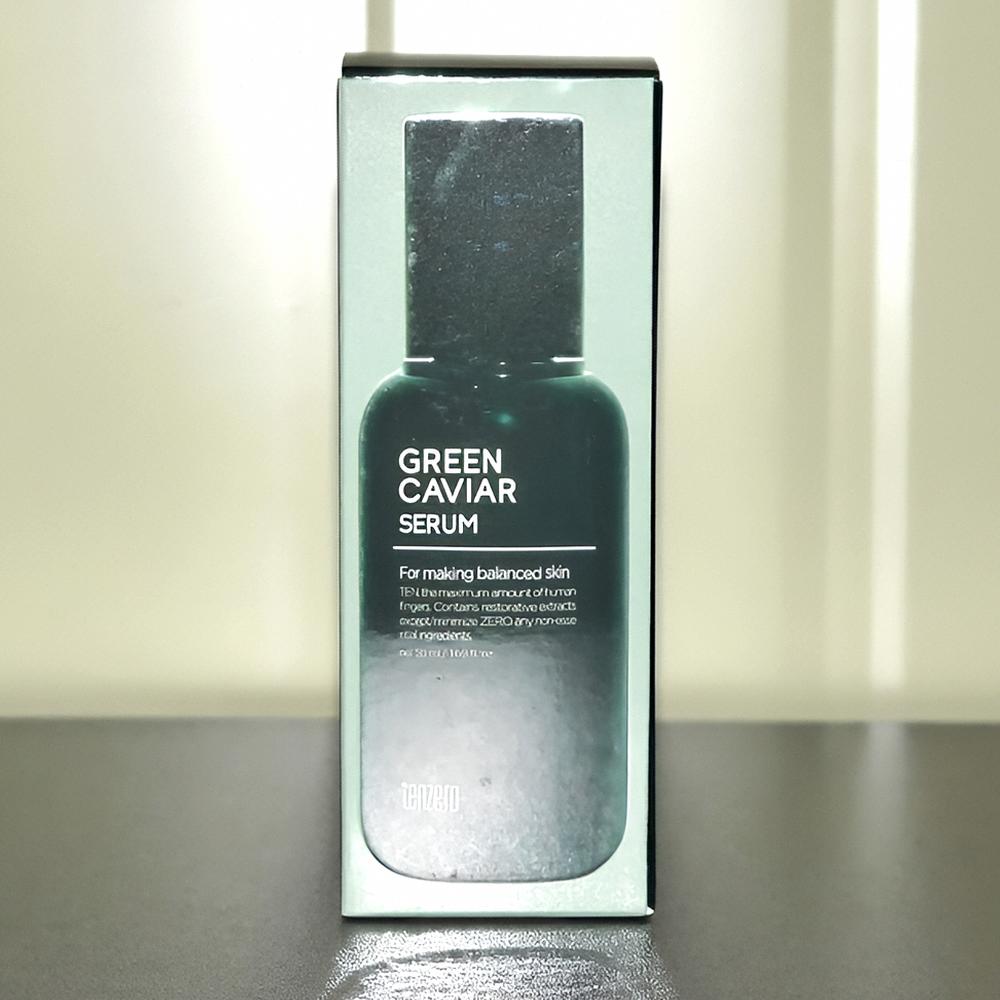 GREEN
CAVIAR
SERUM
For making balanced skin
TEN the maximum amount of human
fingers. Contains restorative extracts
except/minimize ZERO any non-esse
ntial ingredients.
tenzero